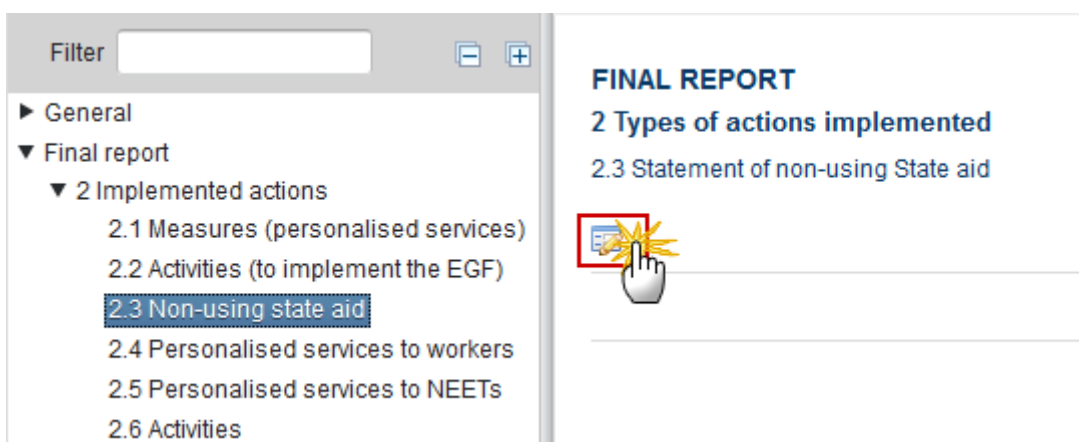 Filter
General
Final report
2 Implemented actions
2.1 Measures (personalised services)
2.2 Activities (to implement the EGF)
2.3 Non-using state aid
2.4 Personalised services to workers
2.5 Personalised services to NEETs
2.6 Activities
FINAL REPORT
2 Types of actions implemented
2.3 Statement of non-using State aid